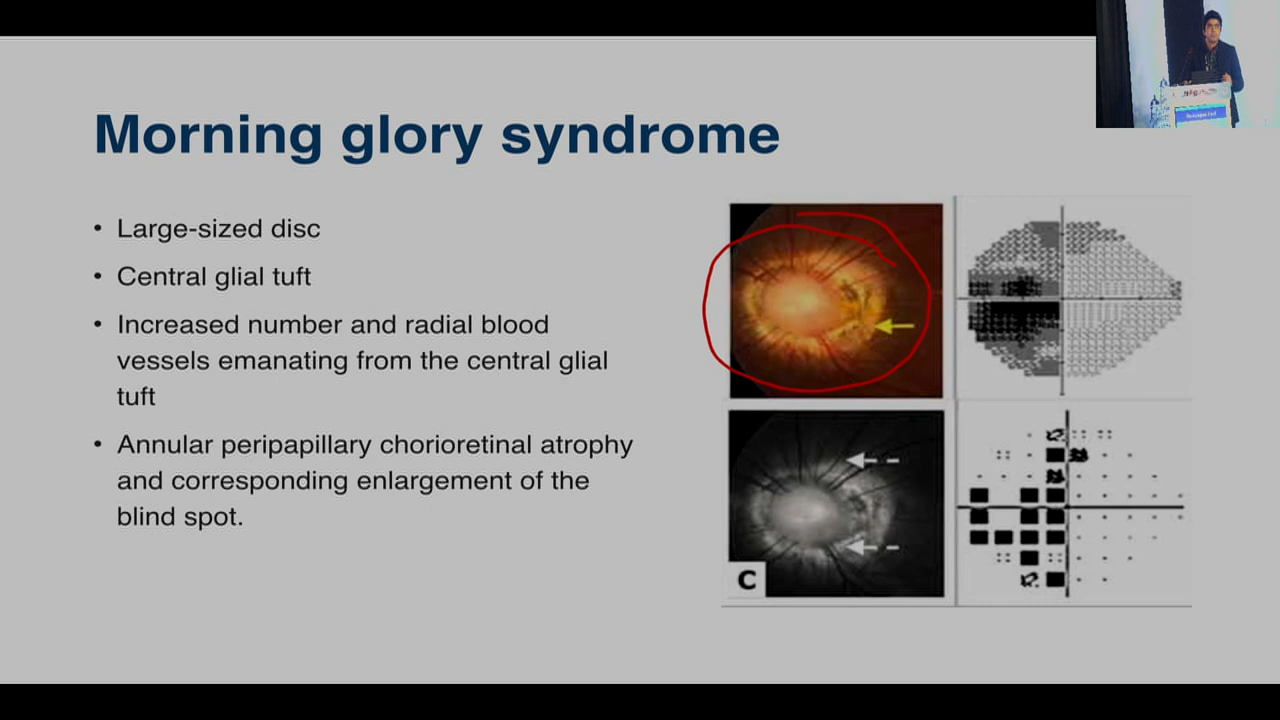 Morning glory syndrome
• Large-sized disc
• Central glial tuft
• Increased number and radial blood
vessels emanating from the central glial
tuft
• Annular peripapillary chorioretinal atrophy
and corresponding enlargement of the
blind spot.
C